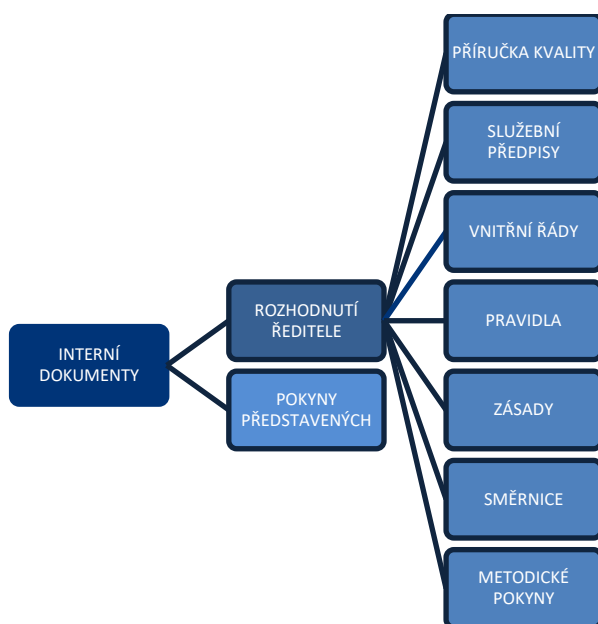 INTERNÍ
DOKUMENTY
ROZHODNUTÍ
ŘEDITELE
POKYNY
PŘEDSTAVENÝCH
PŘÍRUČKA KVALITY
SLUŽEBNÍ
PŘEDPISY
VNITŘNÍ ŘÁDY
PRAVIDLA
ZÁSADY
SMĚRNICE
METODICKÉ
POKYNY